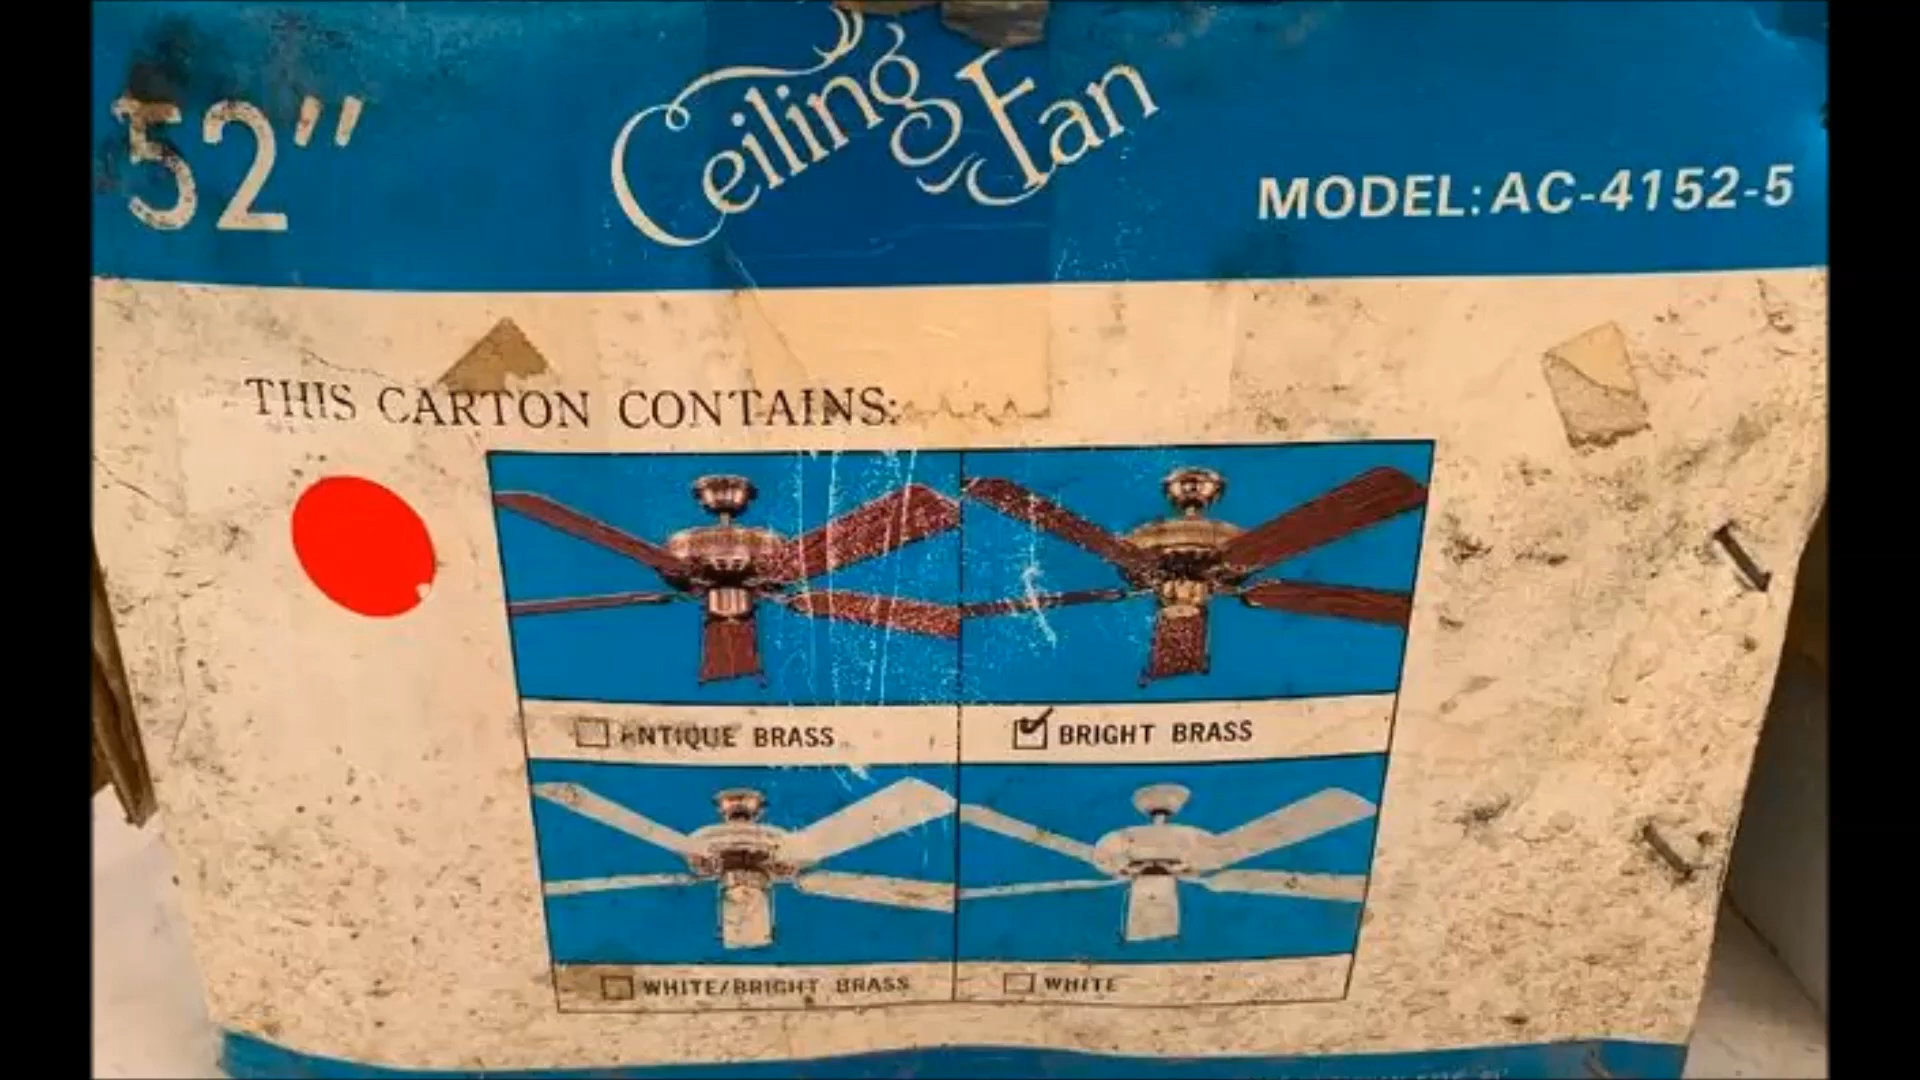 52"
Ceiling Fan
MODEL: AC-4152-5
THIS CARTON CONTAINS:
ANTIQUE BRASS
BRIGHT BRASS
WHITE/BRIGHT BRASS
WHITE